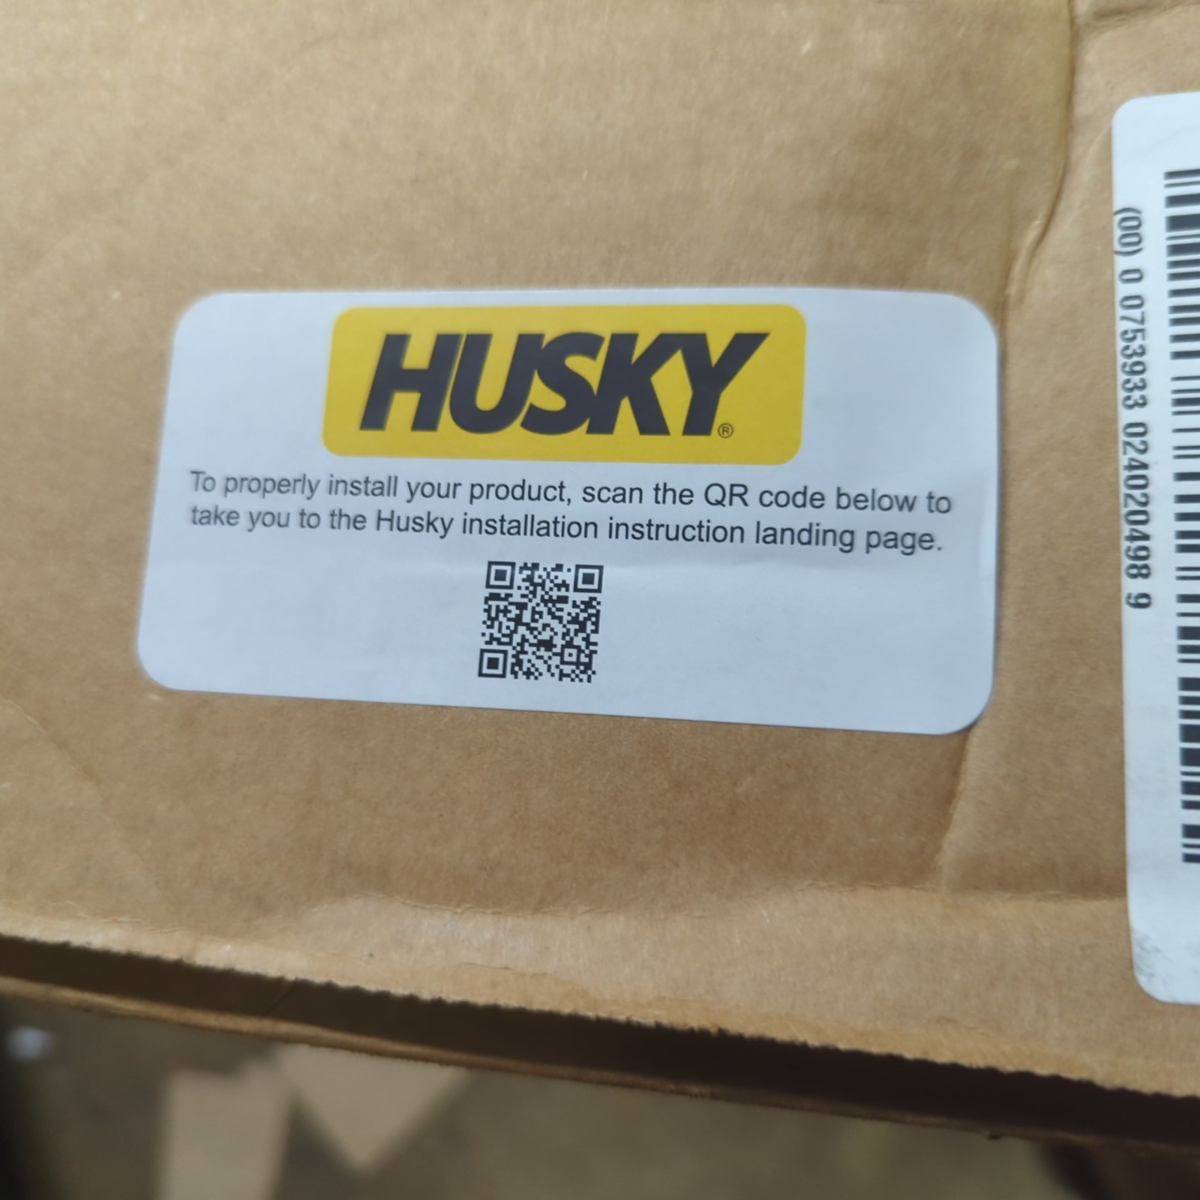 HUSKY®
To properly install your product, scan the QR code below to
take you to the Husky installation instruction landing page.
(00) 0 0753933 024020498 9